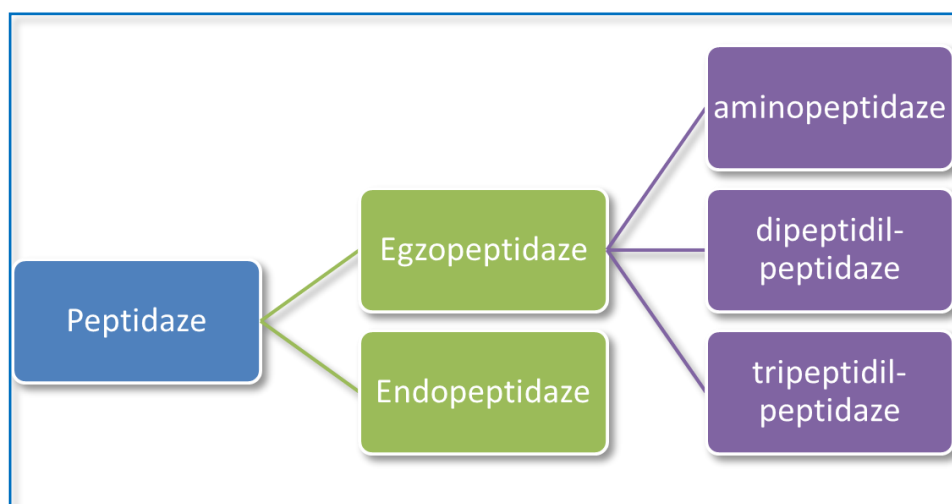 Peptidaze
Egzopeptidaze
Endopeptidaze
aminopeptidaze
dipeptidil-
peptidaze
tripeptidil-
peptidaze